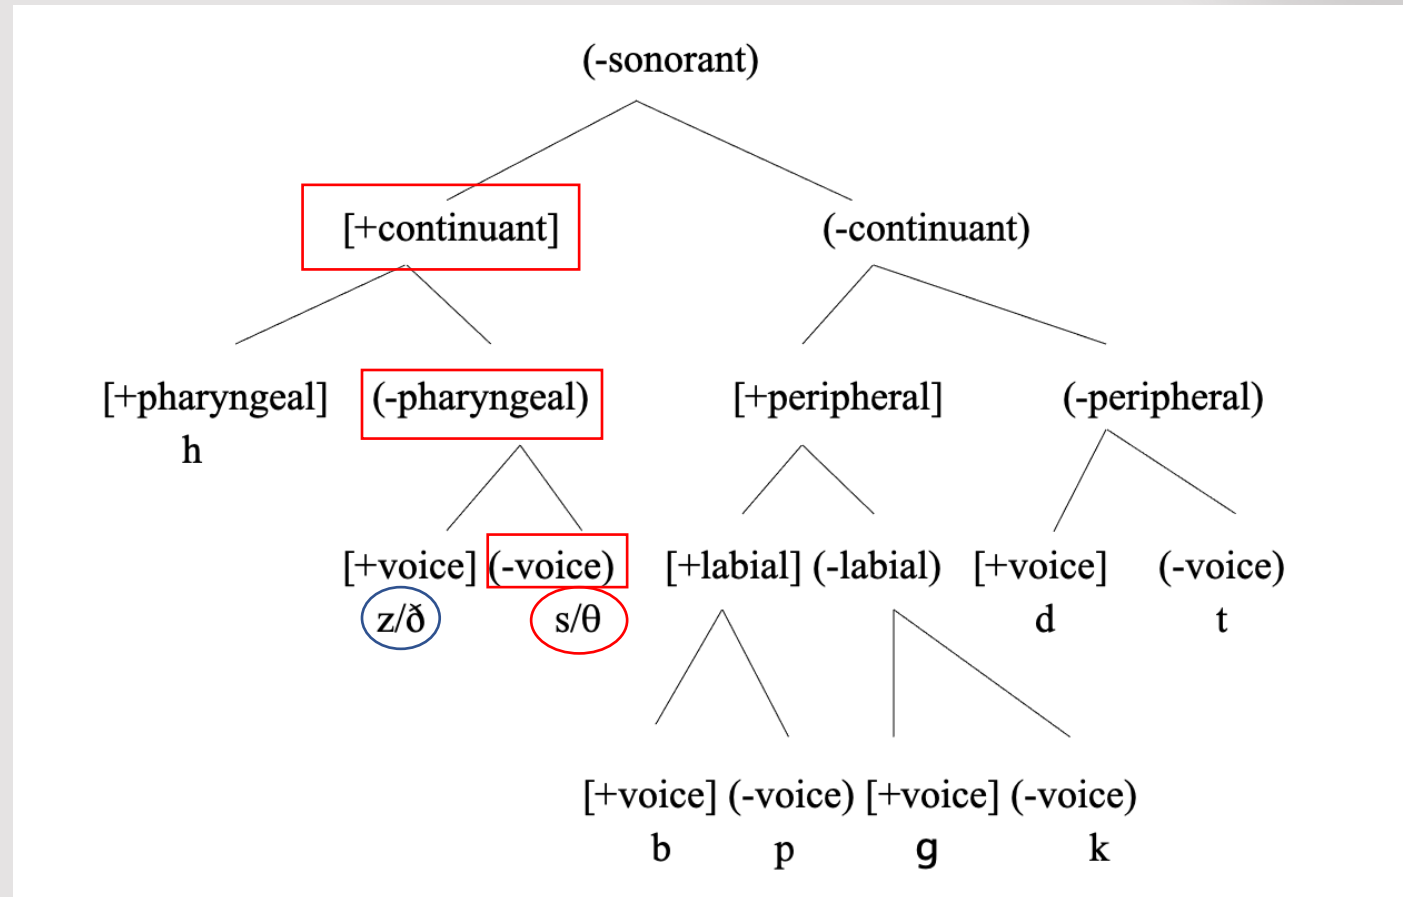 (-sonorant)
[+continuant] (-continuant)
[+pharyngeal] (-pharyngeal) [+peripheral] (-peripheral)
h
[+voice] (-voice) [+labial] (-labial) [+voice] (-voice)
z/ð s/θ d t
[+voice] (-voice) [+voice] (-voice)
b p g k